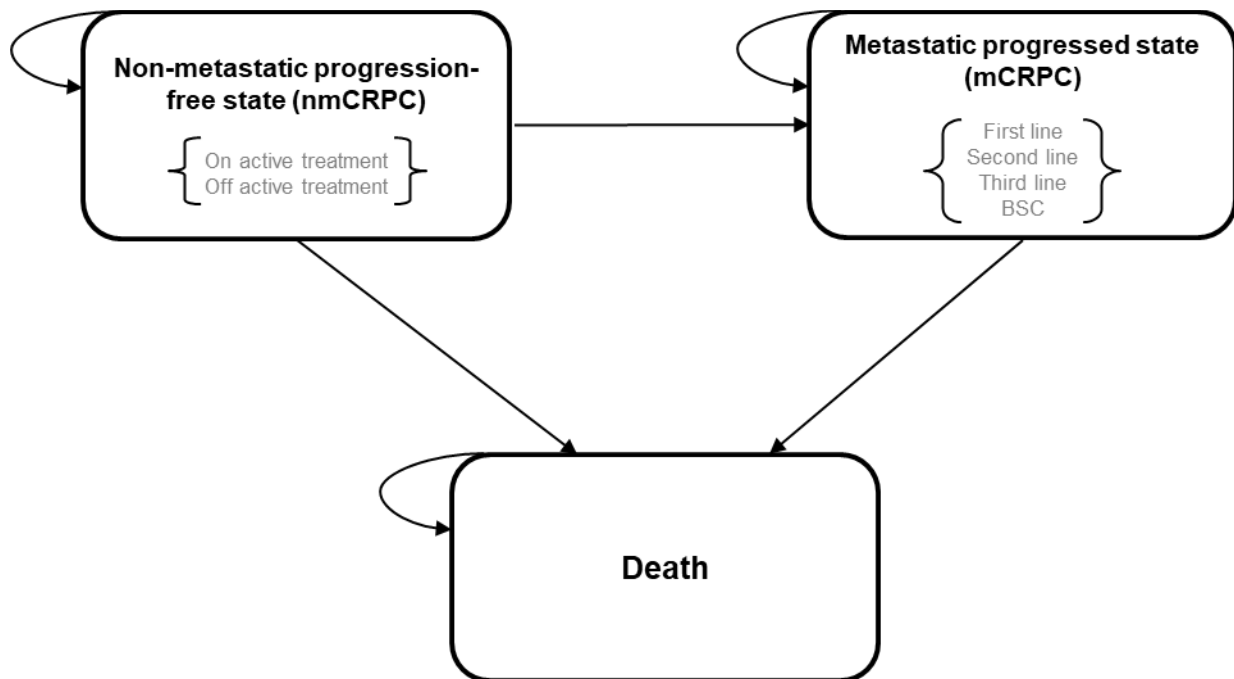 Non-metastatic progression-
free state (nmCRPC)
On active treatment
Off active treatment
Metastatic progressed state
(mCRPC)
First line
Second line
Third line
BSC
Death